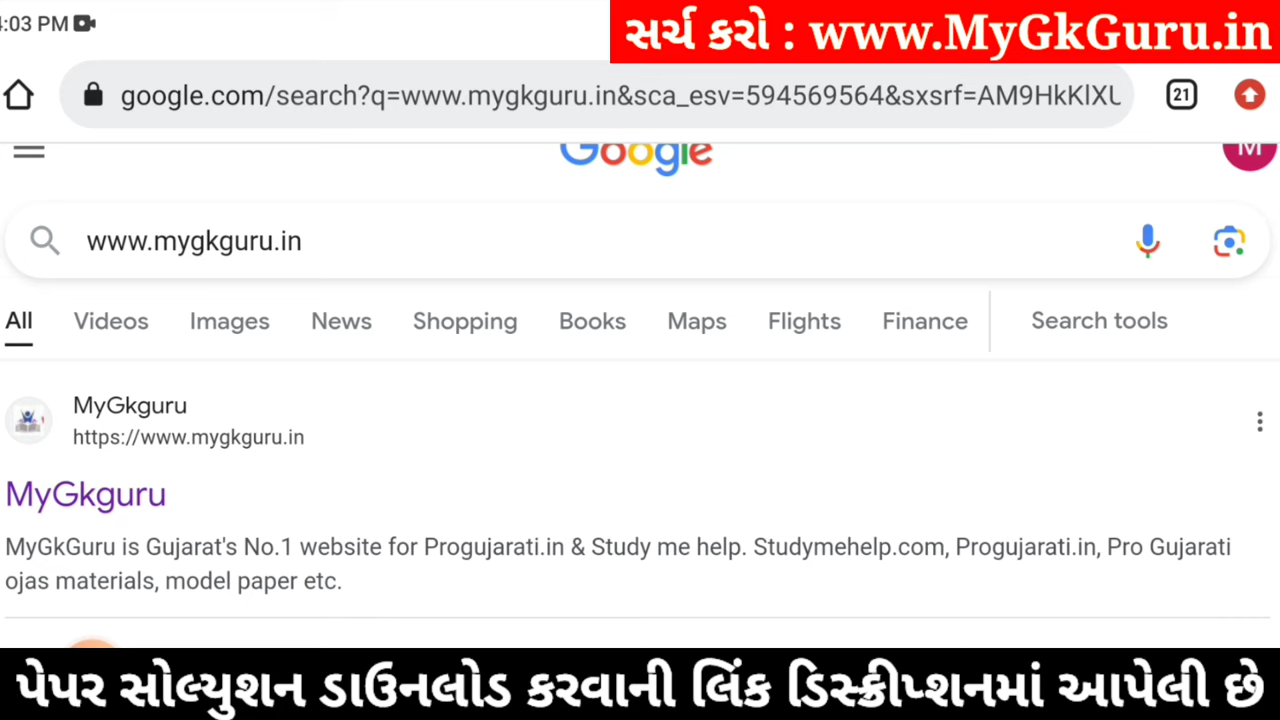 4:03 PM
સર્ચ કરો : www.MyGkGuru.in
google.com/search?q=www.mygkguru.in&sca_esv=594569564&sxsrf=AM9HkKlXU
21
Google
M
www.mygkguru.in
All Videos Images News Shopping Books Maps Flights Finance Search tools
MyGkguru
https://www.mygkguru.in
MyGkguru
MyGkGuru is Gujarat's No.1 website for Progujarati.in & Study me help. Studymehelp.com, Progujarati.in, Pro Gujarati
ojas materials, model paper etc.
પેપર સોલ્યુશન ડાઉનલોડ કરવાની લિંક ડિસ્ક્રીપ્શનમાં આપેલી છે